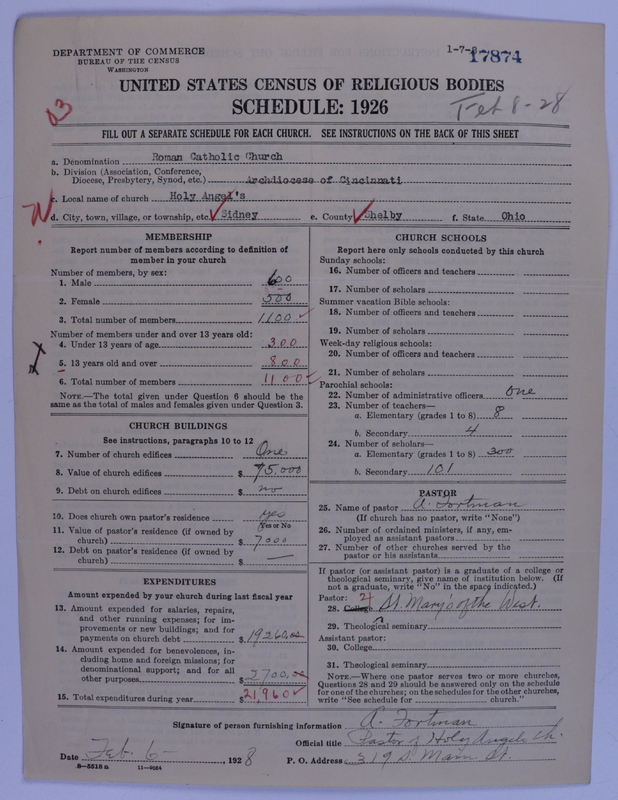 DEPARTMENT OF COMMERCE
BUREAU OF THE CENSUS
WASHINGTON
1-7-8
17874
UNITED STATES CENSUS OF RELIGIOUS BODIES
SCHEDULE: 1926
Feb 8-28
FILL OUT A SEPARATE SCHEDULE FOR EACH CHURCH. SEE INSTRUCTIONS ON THE BACK OF THIS SHEET
a. Denomination Roman Catholic Church
b. Division (Association, Conference,
Diocese, Presbytery, Synod, etc.) Archdiocese of Cincinnati
c. Local name of church Holy Angel's
d. City, town, village, or township, etc. Sidney e. County Shelby f. State Ohio
MEMBERSHIP
Report number of members according to definition of
member in your church
Number of members, by sex:
1. Male 600
2. Female 500
3. Total number of members 1100
Number of members under and over 13 years old:
4. Under 13 years of age 300
5. 13 years old and over 800
6. Total number of members 1100
NOTE.—The total given under Question 6 should be the
same as the total of males and females given under Question 3.
CHURCH BUILDINGS
See instructions, paragraphs 10 to 12
7. Number of church edifices One
8. Value of church edifices $ 75.000
9. Debt on church edifices $ no
10. Does church own pastor's residence yes
(Yes or No
11. Value of pastor's residence (if owned by
church) $ 7000
12. Debt on pastor's residence (if owned by
church) $ —
EXPENDITURES
Amount expended by your church during last fiscal year
13. Amount expended for salaries, repairs,
and other running expenses; for im-
provements or new buildings; and for
payments on church debt $ 19260.00
14. Amount expended for benevolences, in-
cluding home and foreign missions; for
denominational support; and for all
other purposes $ 2700.00
15. Total expenditures during year $ 21,960
CHURCH SCHOOLS
Report here only schools conducted by this church
Sunday schools:
16. Number of officers and teachers
17. Number of scholars
Summer vacation Bible schools:
18. Number of officers and teachers
19. Number of scholars
Week-day religious schools:
20. Number of officers and teachers
21. Number of scholars
Parochial schools:
22. Number of administrative officers One
23. Number of teachers—
a. Elementary (grades 1 to 8) 8
b. Secondary 4
24. Number of scholars—
a. Elementary (grades 1 to 8) 300
b. Secondary 101
PASTOR
25. Name of pastor A. Fortman
(If church has no pastor, write "None")
26. Number of ordained ministers, if any, em-
ployed as assistant pastors
27. Number of other churches served by the
pastor or his assistants
If pastor (or assistant pastor) is a graduate of a college or
theological seminary, give name of institution below. (If
not a graduate, write "No" in the space indicated.)
Pastor:
28. College St. Mary's of the West.
29. Theological seminary
Assistant pastor:
30. College
31. Theological seminary
NOTE.—Where one pastor serves two or more churches,
Questions 28 and 29 should be answered only on the schedule
for one of the churches; on the schedules for the other churches,
write "See schedule for church."
Signature of person furnishing information A. Fortman
Official title Pastor of Holy Angels Ch.
Date Feb. 6- 1928 P. O. Address 319 S. Main St.
8-5518 a 11-9054